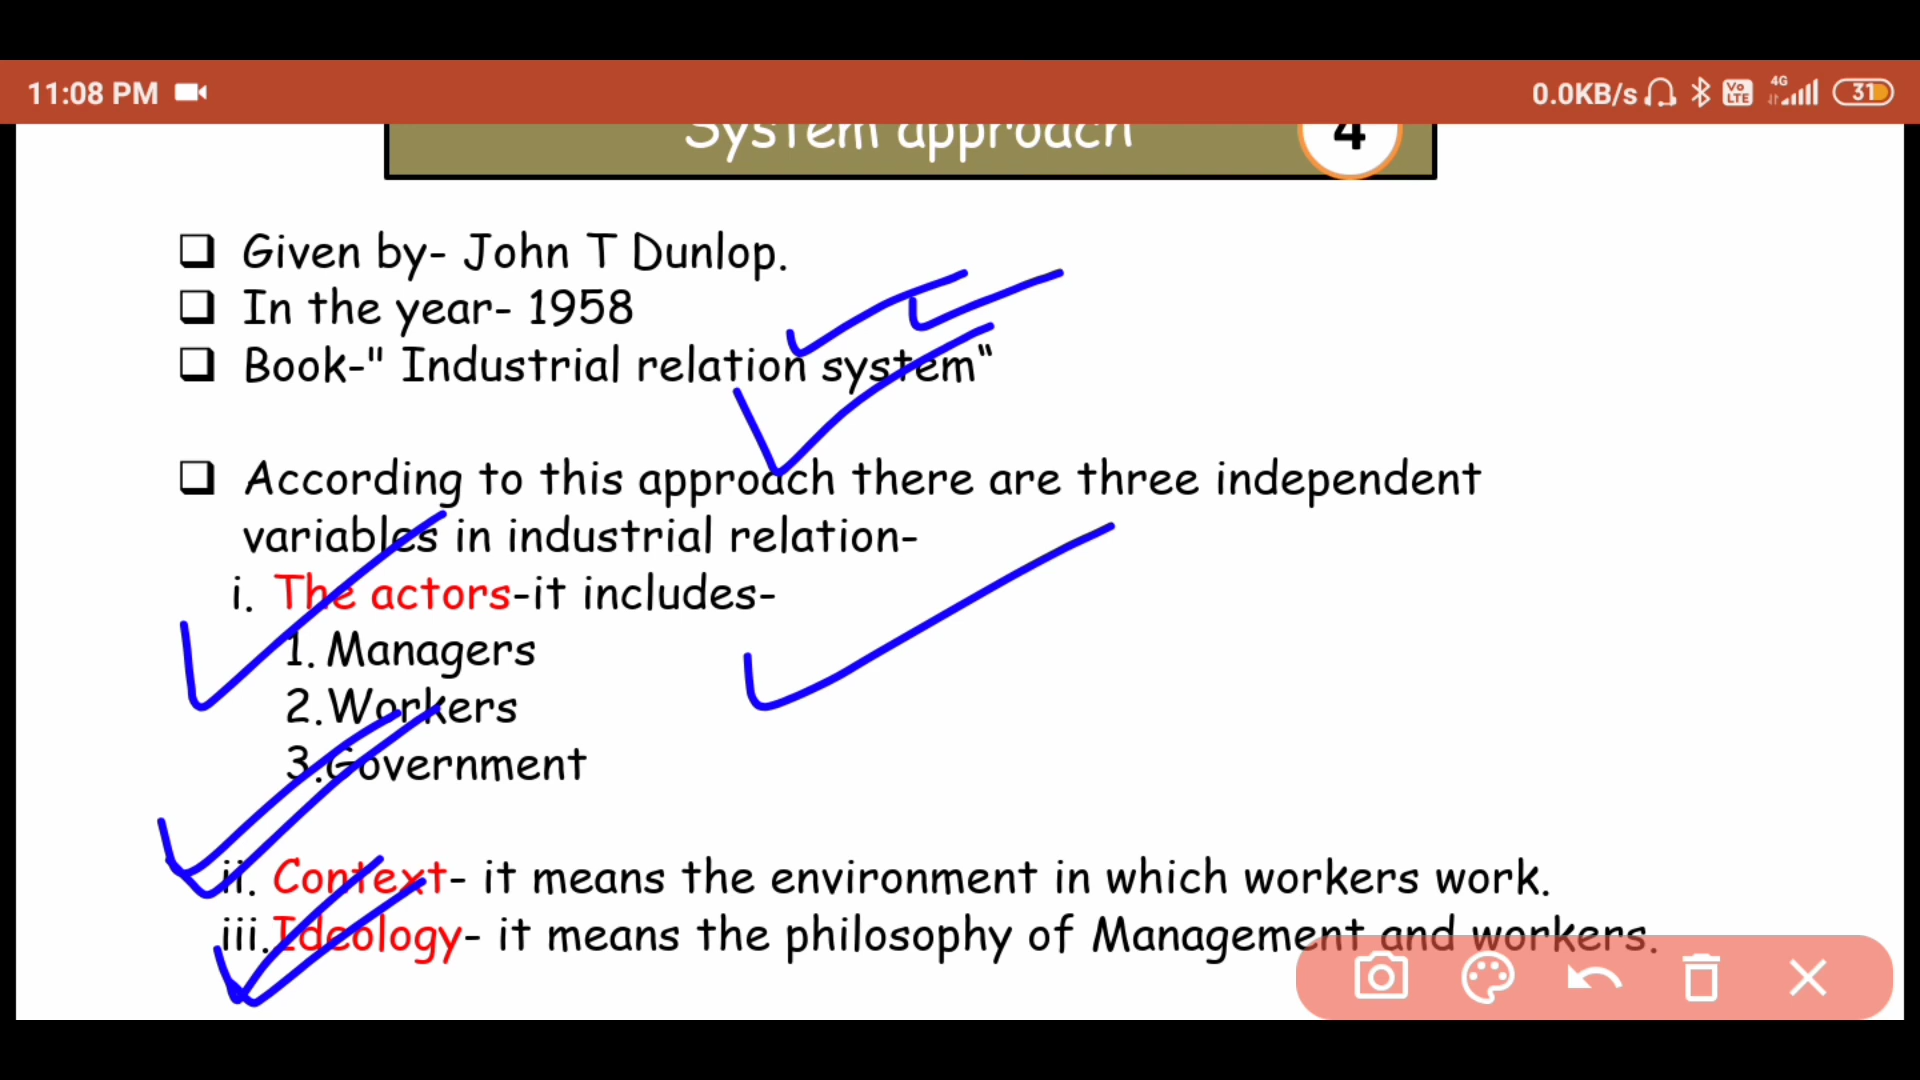 11:08 PM
0.0KB/s
4G
Vo
LTE
31
System approach
4
❑ Given by- John T Dunlop.
❑ In the year- 1958
❑ Book-" Industrial relation system"
❑ According to this approach there are three independent
variables in industrial relation-
i. The actors-it includes-
1. Managers
2.Workers
3.Government
ii. Context- it means the environment in which workers work.
iii.Ideology- it means the philosophy of Management and workers.